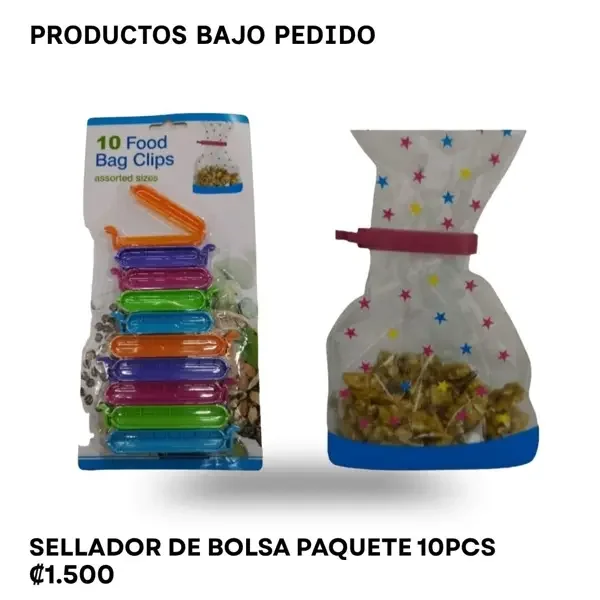 PRODUCTOS BAJO PEDIDO
10 Food
Bag Clips
assorted sizes
SELLADOR DE BOLSA PAQUETE 10PCS
₡1.500